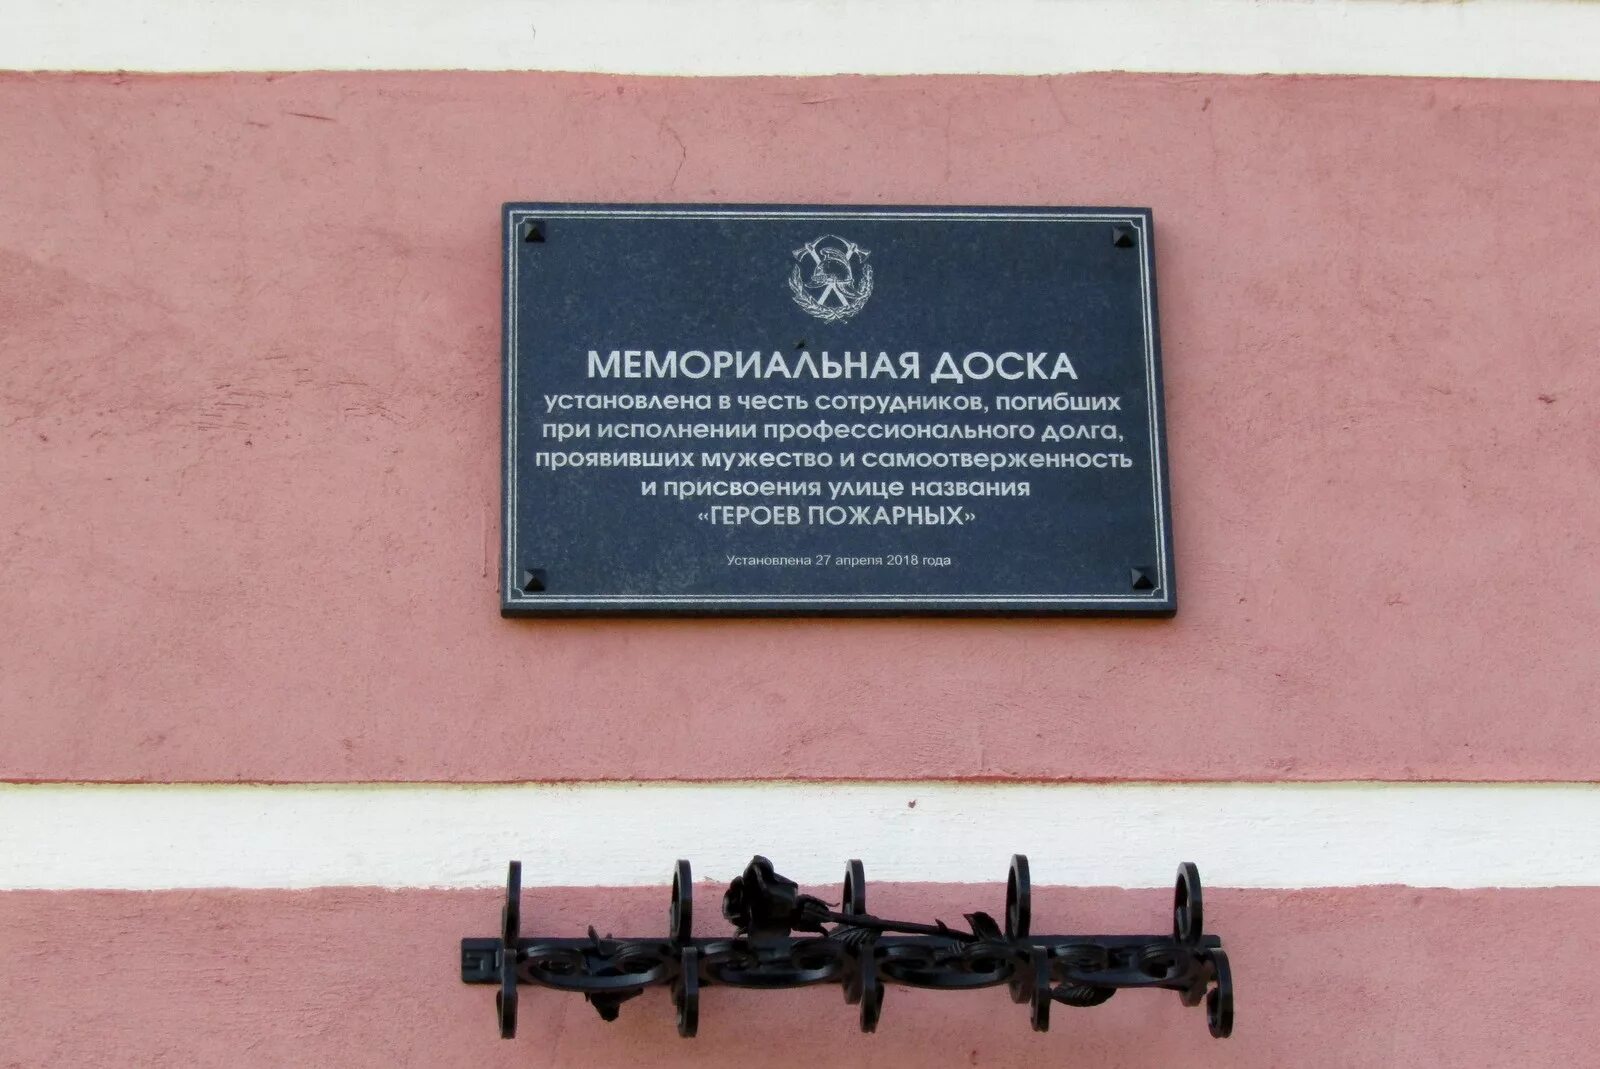 МЕМОРИАЛЬНАЯ ДОСКА
установлена в честь сотрудников, погибших
при исполнении профессионального долга,
проявивших мужество и самоотверженность
и присвоения улице названия
«ГЕРОЕВ ПОЖАРНЫХ»
Установлена 27 апреля 2018 года